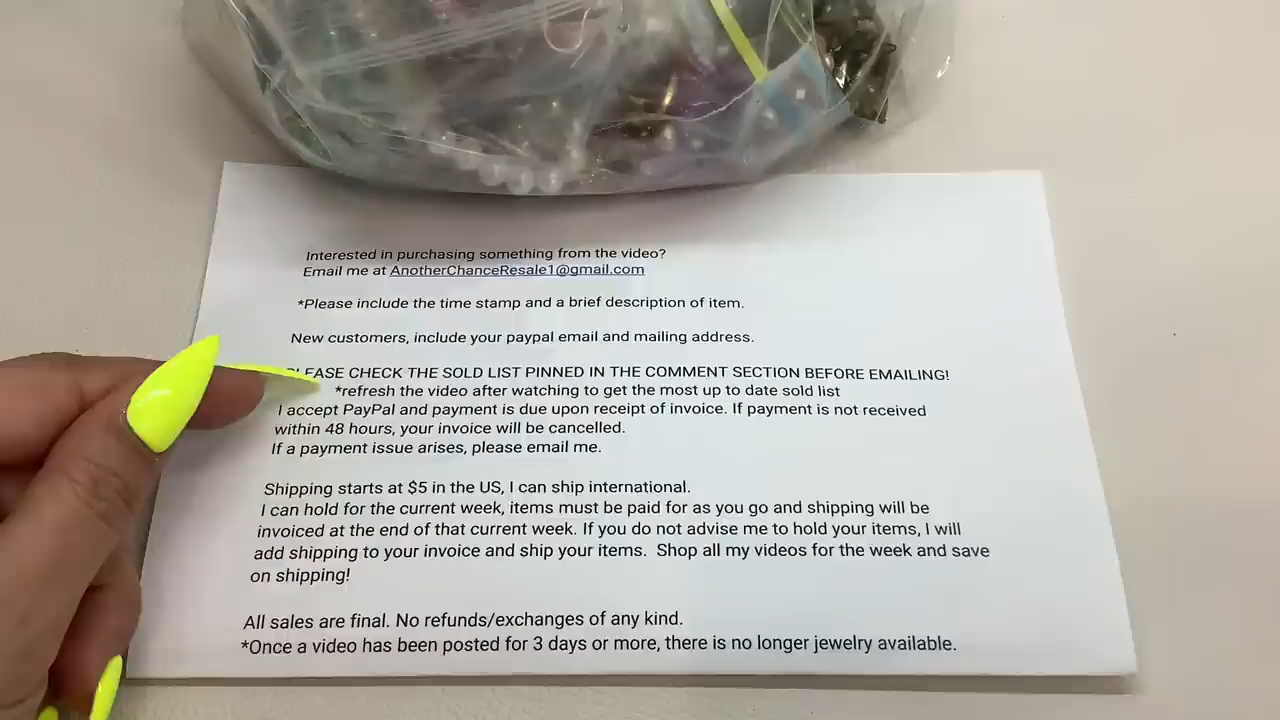 Interested in purchasing something from the video?
Email me at AnotherChanceResale1@gmail.com
*Please include the time stamp and a brief description of item.
New customers, include your paypal email and mailing address.
PLEASE CHECK THE SOLD LIST PINNED IN THE COMMENT SECTION BEFORE EMAILING!
*refresh the video after watching to get the most up to date sold list
I accept PayPal and payment is due upon receipt of invoice. If payment is not received
within 48 hours, your invoice will be cancelled.
If a payment issue arises, please email me.
Shipping starts at $5 in the US, I can ship international.
I can hold for the current week, items must be paid for as you go and shipping will be
invoiced at the end of that current week. If you do not advise me to hold your items, I will
add shipping to your invoice and ship your items. Shop all my videos for the week and save
on shipping!
All sales are final. No refunds/exchanges of any kind.
*Once a video has been posted for 3 days or more, there is no longer jewelry available.